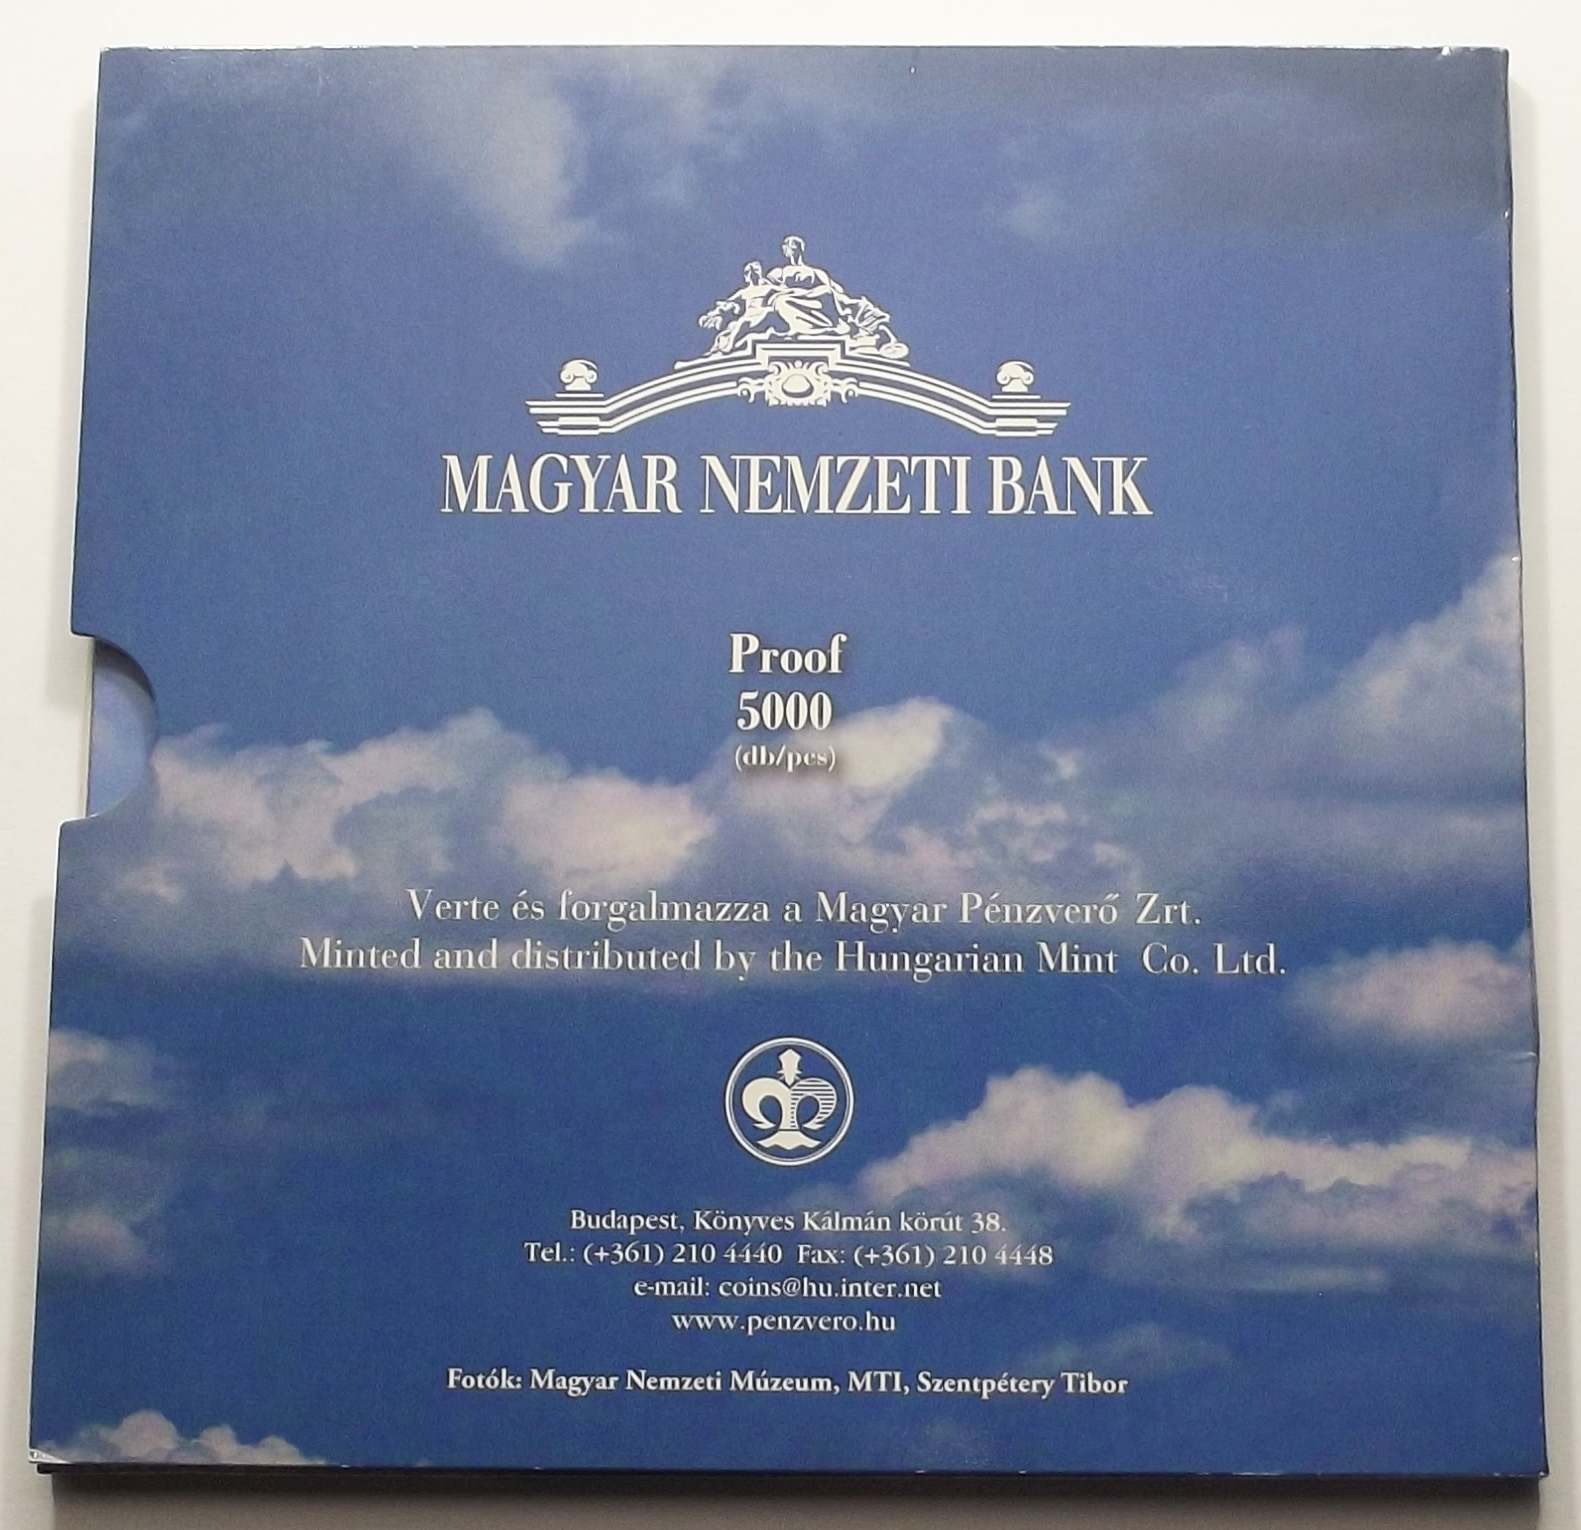 MAGYAR NEMZETI BANK
Proof
5000
(db/pcs)
Verte és forgalmazza a Magyar Pénzverő Zrt.
Minted and distributed by the Hungarian Mint Co. Ltd.
Budapest, Könyves Kálmán körút 38.
Tel.: (+361) 210 4440 Fax: (+361) 210 4448
e-mail: coins@hu.inter.net
www.penzvero.hu
Fotók: Magyar Nemzeti Múzeum, MTI, Szentpétery Tibor